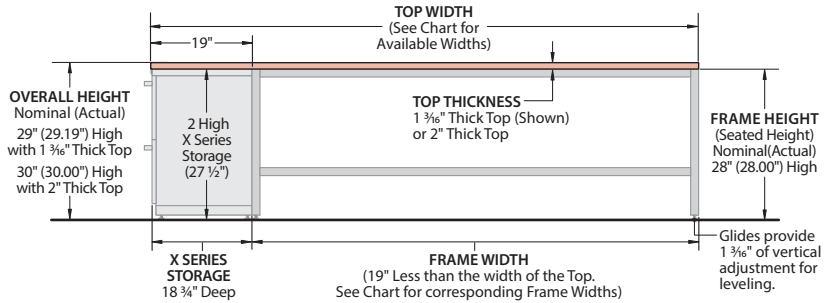 TOP WIDTH
(See Chart for
Available Widths)
19"
OVERALL HEIGHT
Nominal (Actual)
29" (29.19") High
with 1 ³⁄₁₆" Thick Top
30" (30.00") High
with 2" Thick Top
2 High
X Series
Storage
(27 ½")
TOP THICKNESS
1 ³⁄₁₆" Thick Top (Shown)
or 2" Thick Top
FRAME HEIGHT
(Seated Height)
Nominal(Actual)
28" (28.00") High
X SERIES
STORAGE
18 ¾" Deep
FRAME WIDTH
(19" Less than the width of the Top.
See Chart for corresponding Frame Widths)
Glides provide
1 ³⁄₁₆" of vertical
adjustment for
leveling.